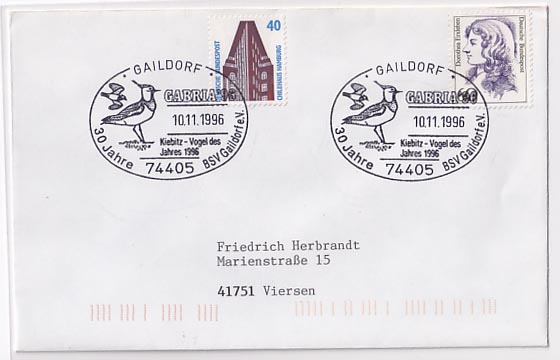 DEUTSCHE BUNDESPOST
40
CHILEHAUS HAMBURG
Dorothea Erxleben
Deutsche Bundespost
60
GAILDORF
GABRIA 96
10.11.1996
Kiebitz - Vogel des
Jahres 1996
30 Jahre BSV Gaildorf e.V.
74405
GAILDORF
GABRIA
10.11.1996
Kiebitz - Vogel des
Jahres 1996
30 Jahre BSV Gaildorf e.V.
74405
Friedrich Herbrandt
Marienstraße 15
41751 Viersen